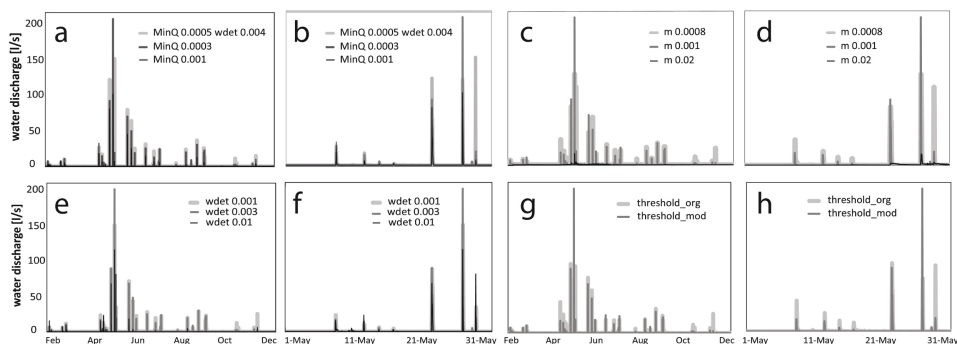 a
MinQ 0.0005 wdet 0.004
MinQ 0.0003
MinQ 0.001
b
MinQ 0.0005 wdet 0.004
MinQ 0.0003
MinQ 0.001
c
m 0.0008
m 0.001
m 0.02
d
m 0.0008
m 0.001
m 0.02
water discharge [l/s]
200
150
100
50
0
e
wdet 0.001
wdet 0.003
wdet 0.01
f
wdet 0.001
wdet 0.003
wdet 0.01
g
threshold_org
threshold_mod
h
threshold_org
threshold_mod
water discharge [l/s]
200
150
100
50
0
Feb Apr Jun Aug Oct Dec
1-May 11-May 21-May 31-May
Feb Apr Jun Aug Oct Dec
1-May 11-May 21-May 31-May